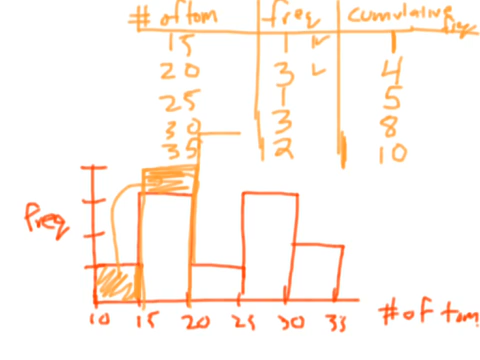 # of tom freq cumulative freq
15 1 1
20 3 4
25 1 5
30 3 8
35 2 10
freq
10 15 20 25 30 35 # of tom